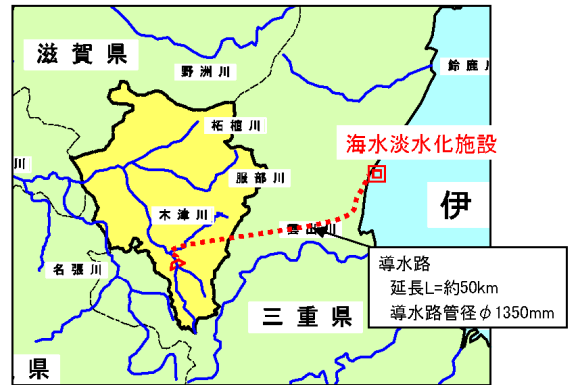 滋賀県
野洲川
鈴鹿川
柘植川
海水淡水化施設
服部川
川
木津川
伊
雲出川
名張川
導水路
延長L=約50km
導水路管径φ1350mm
三重県
県